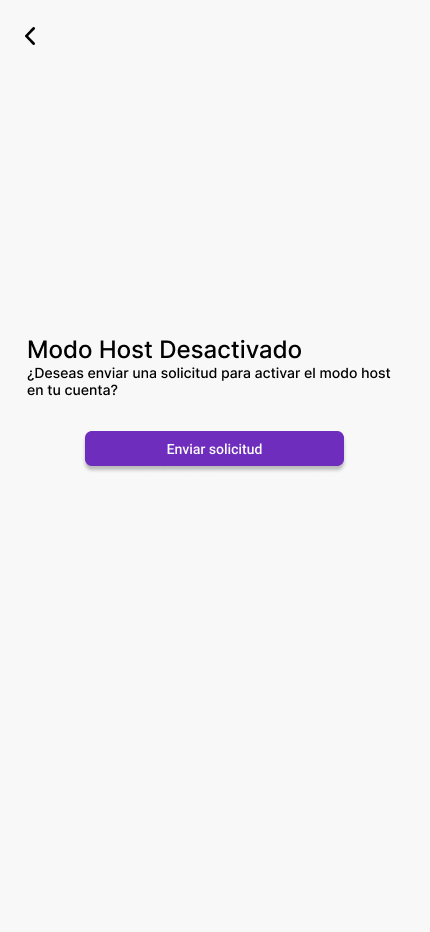 Modo Host Desactivado
¿Deseas enviar una solicitud para activar el modo host
en tu cuenta?
Enviar solicitud